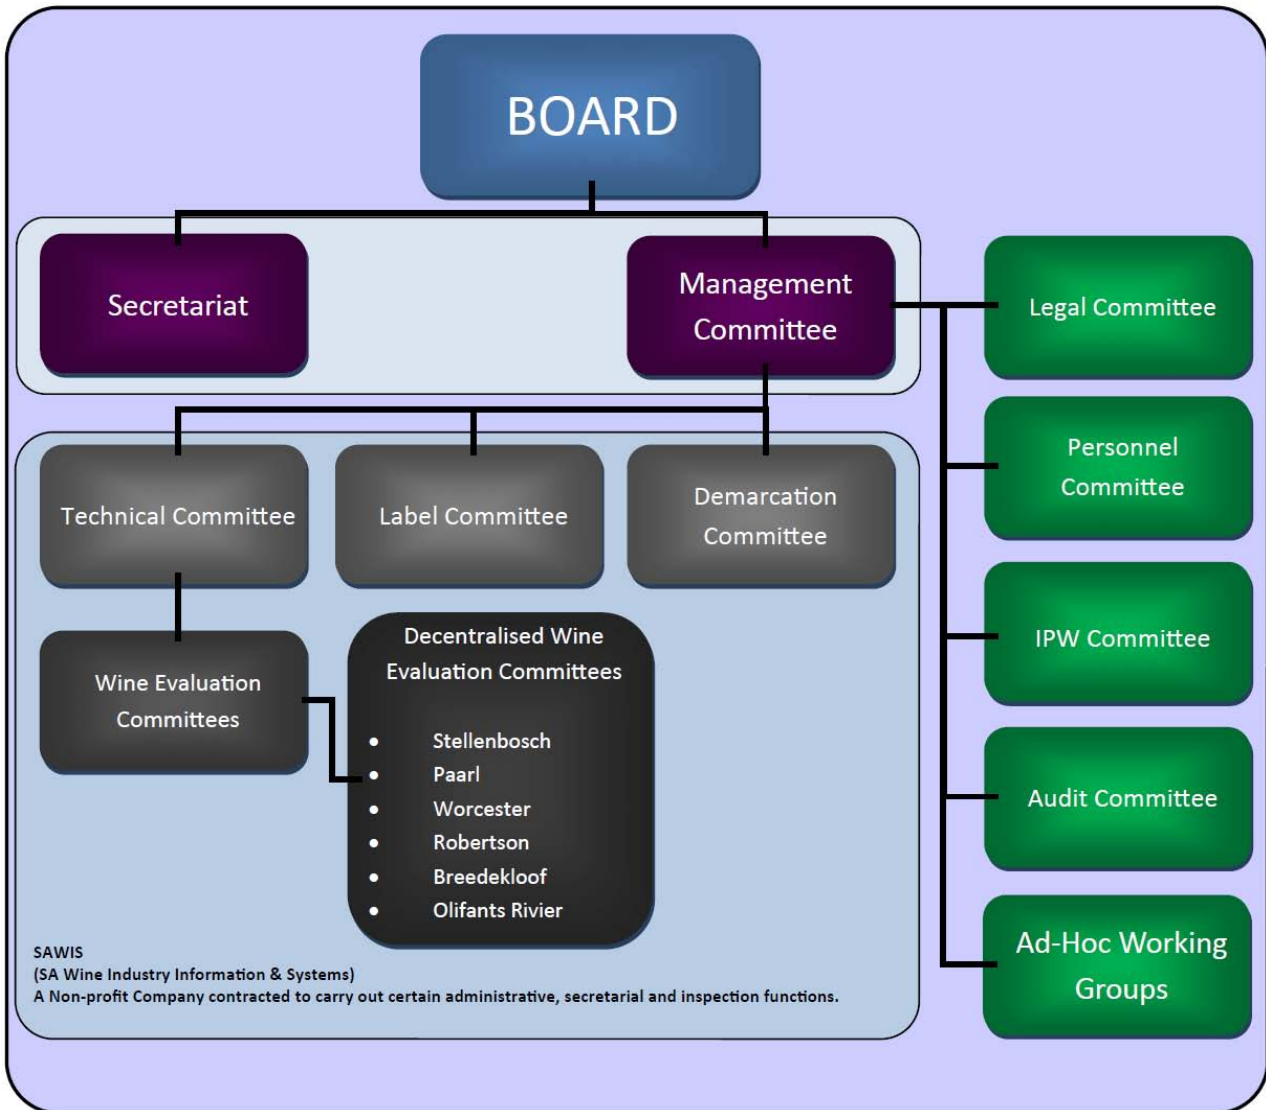 BOARD
Secretariat
Management
Committee
Legal Committee
Personnel
Committee
IPW Committee
Audit Committee
Ad-Hoc Working
Groups
Technical Committee
Label Committee
Demarcation
Committee
Wine Evaluation
Committees
Decentralised Wine
Evaluation Committees
• Stellenbosch
• Paarl
• Worcester
• Robertson
• Breedekloof
• Olifants Rivier
SAWIS
(SA Wine Industry Information & Systems)
A Non-profit Company contracted to carry out certain administrative, secretarial and inspection functions.